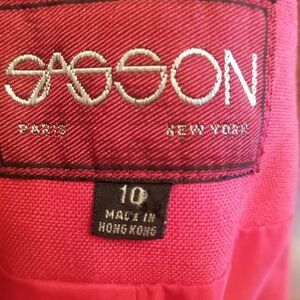 SASSON
PARIS NEW YORK
10
MADE IN
HONG KONG